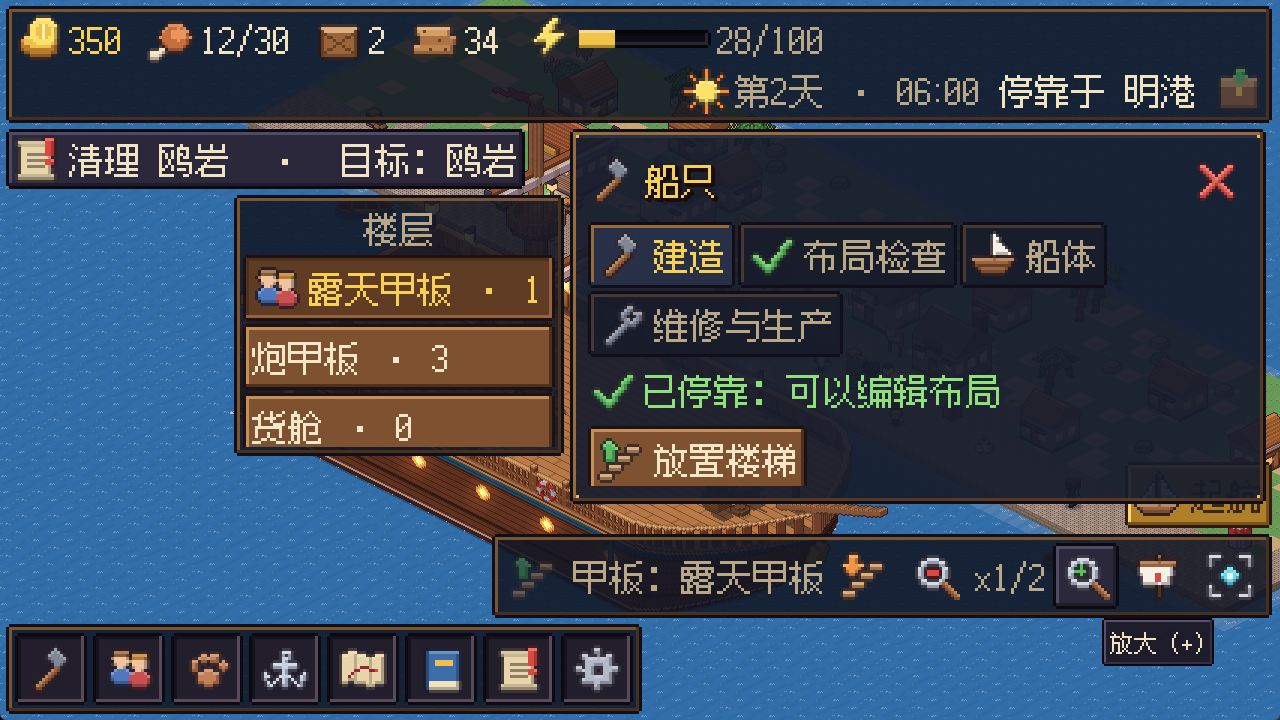 350 12/30 2 34 28/100
第2天 · 06:00 停靠于 明港
清理 鸥岩 · 目标: 鸥岩
楼层
露天甲板 · 1
炮甲板 · 3
货舱 · 0
船只
建造 布局检查 船体
维修与生产
已停靠: 可以编辑布局
放置楼梯
起航
甲板: 露天甲板 x1/2
放大 (+)